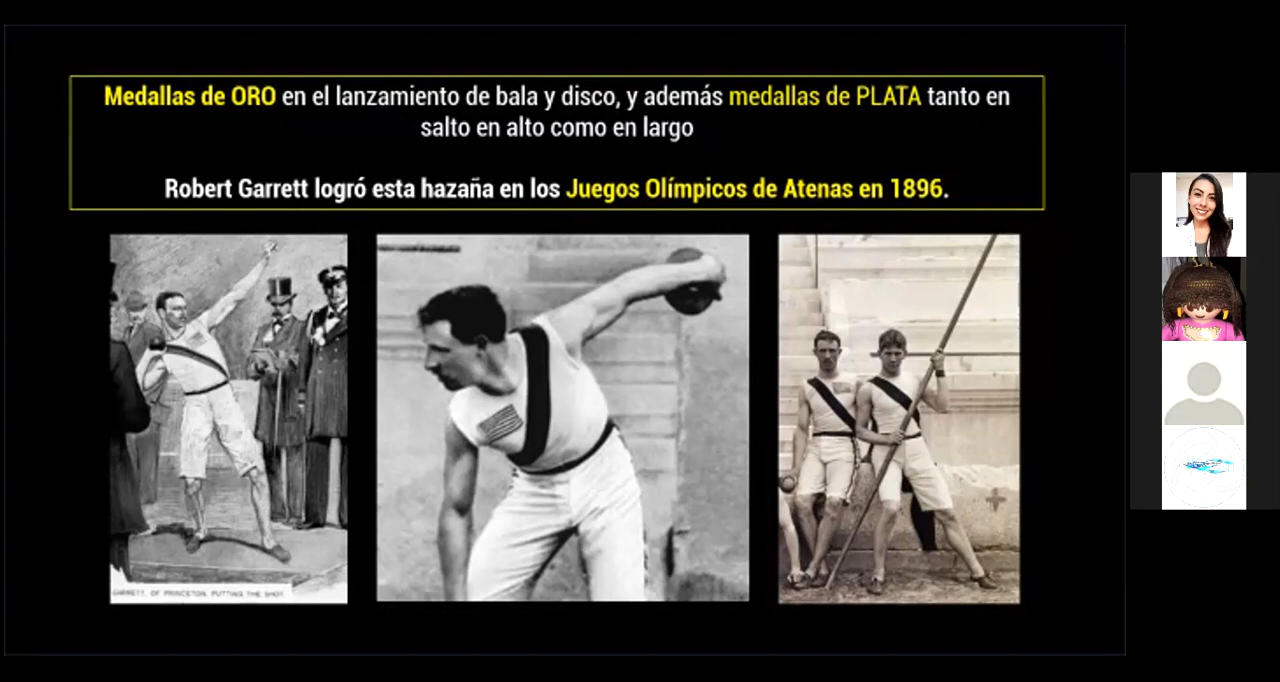 Medallas de ORO en el lanzamiento de bala y disco, y además medallas de PLATA tanto en
salto en alto como en largo
Robert Garrett logró esta hazaña en los Juegos Olímpicos de Atenas en 1896.
GARRETT, OF PRINCETON, PUTTING THE SHOT.